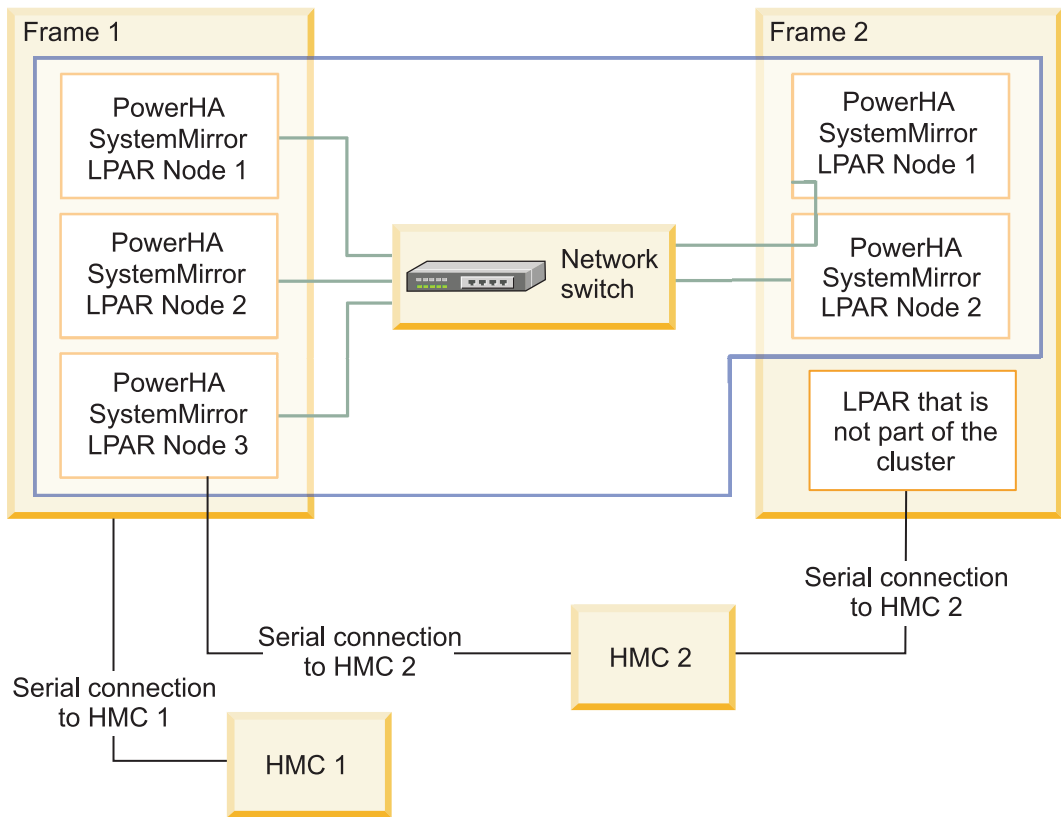 Frame 1
PowerHA
SystemMirror
LPAR Node 1
PowerHA
SystemMirror
LPAR Node 2
PowerHA
SystemMirror
LPAR Node 3
Network
switch
Frame 2
PowerHA
SystemMirror
LPAR Node 1
PowerHA
SystemMirror
LPAR Node 2
LPAR that is
not part of the
cluster
Serial connection
to HMC 2
Serial connection
to HMC 2
HMC 2
Serial connection
to HMC 1
HMC 1